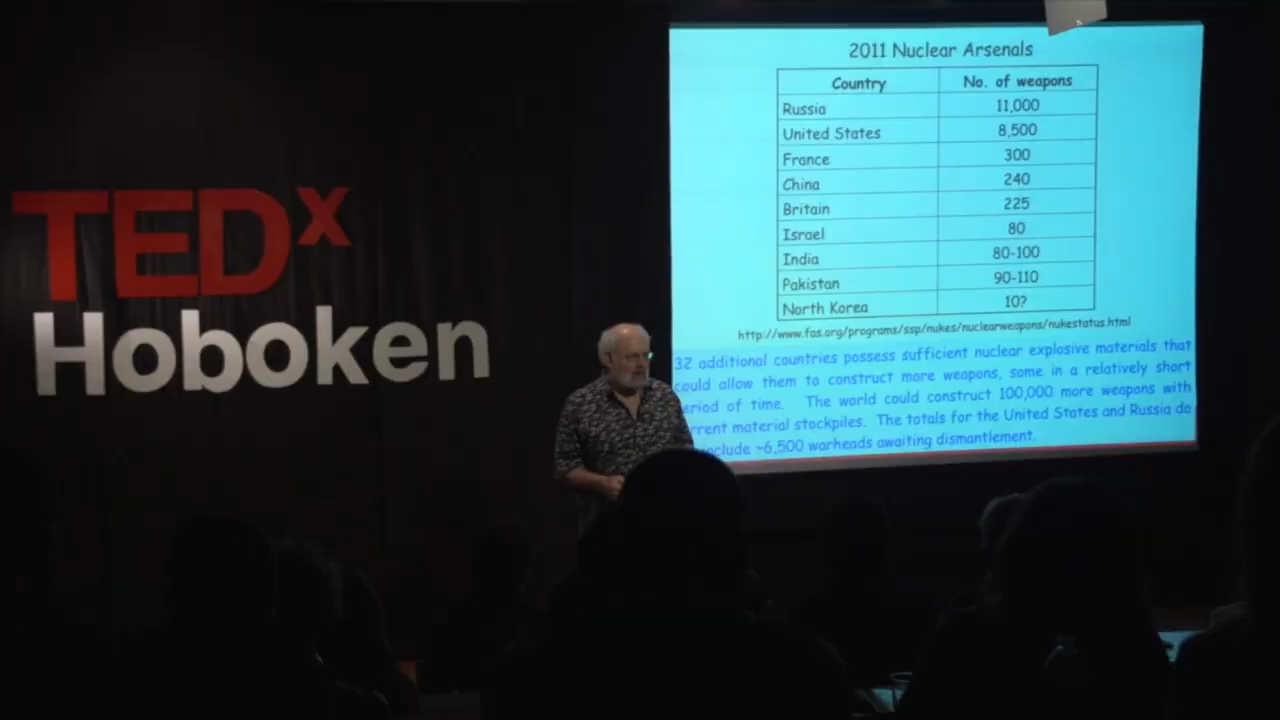 TEDx
Hoboken
2011 Nuclear Arsenals
Country No. of weapons
Russia 11,000
United States 8,500
France 300
China 240
Britain 225
Israel 80
India 80-100
Pakistan 90-110
North Korea 10?
http://www.fas.org/programs/ssp/nukes/nuclearweapons/nukestatus.html
32 additional countries possess sufficient nuclear explosive materials that
could allow them to construct more weapons, some in a relatively short
period of time. The world could construct 100,000 more weapons with
material stockpiles. The totals for the United States and Russia do
~6,500 warheads awaiting dismantlement.